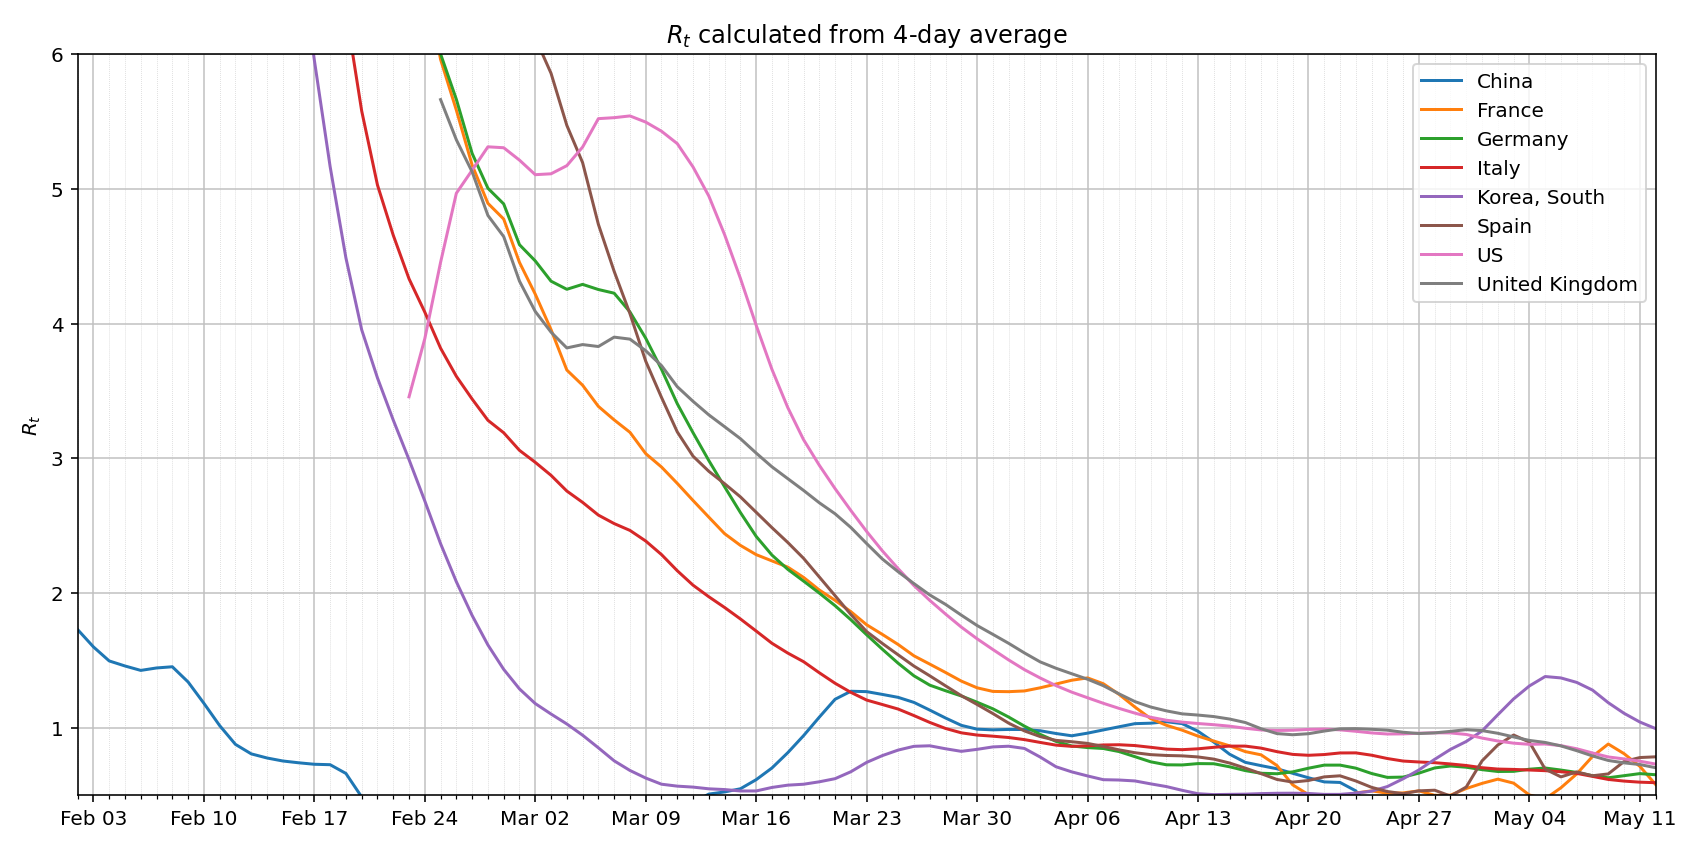 R_t calculated from 4-day average
6
5
4
3
2
1
R_t
China
France
Germany
Italy
Korea, South
Spain
US
United Kingdom
Feb 03 Feb 10 Feb 17 Feb 24 Mar 02 Mar 09 Mar 16 Mar 23 Mar 30 Apr 06 Apr 13 Apr 20 Apr 27 May 04 May 11